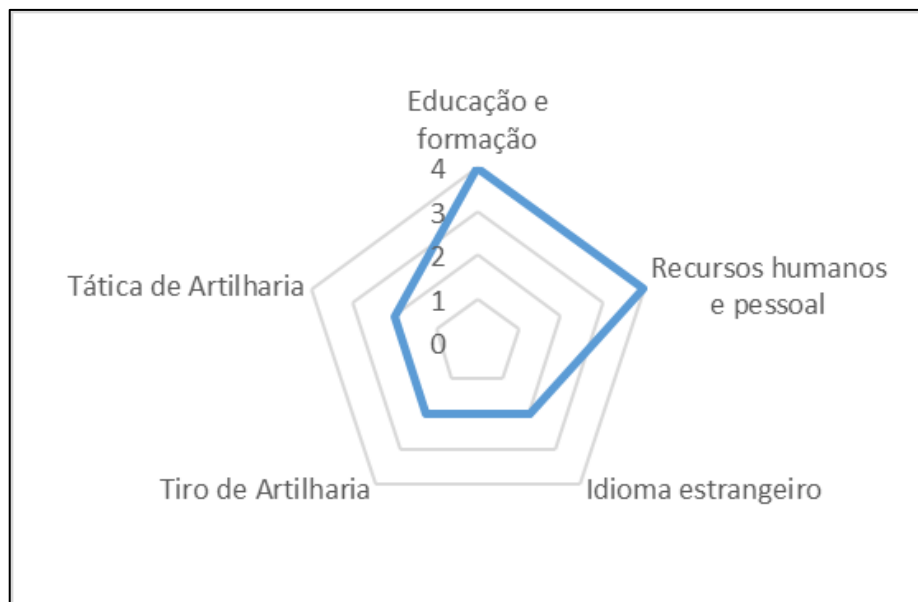 Educação e
formação
4
3
2
1
0
Recursos humanos
e pessoal
Tática de Artilharia
Tiro de Artilharia
Idioma estrangeiro